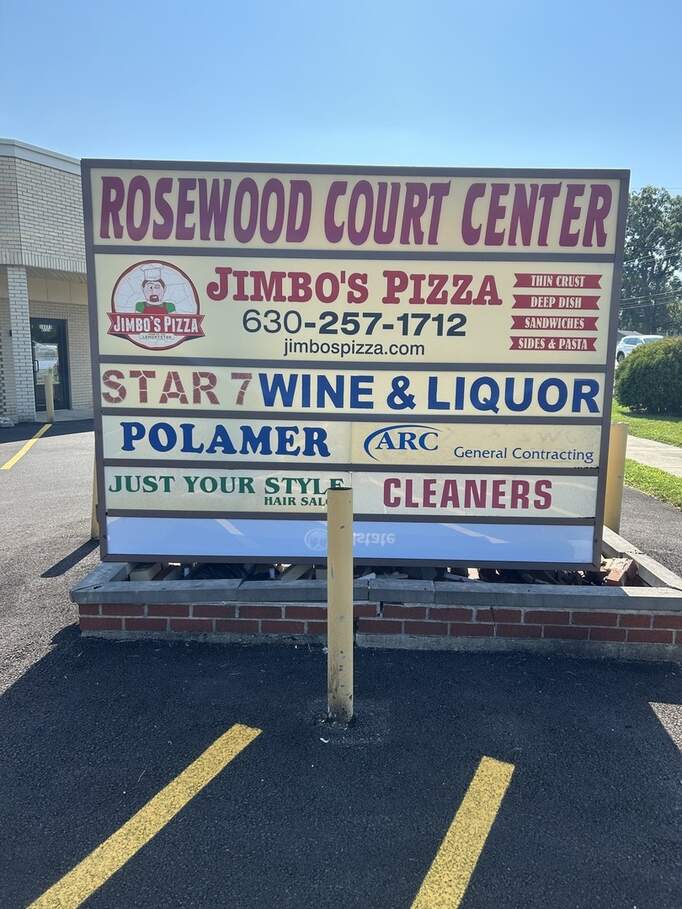 ROSEWOOD COURT CENTER
JIMBO'S PIZZA
JIMBO'S PIZZA
630-257-1712
jimbospizza.com
THIN CRUST
DEEP DISH
SANDWICHES
SIDES & PASTA
STAR 7 WINE & LIQUOR
POLAMER
ARC General Contracting
JUST YOUR STYLE
HAIR SAL
CLEANERS